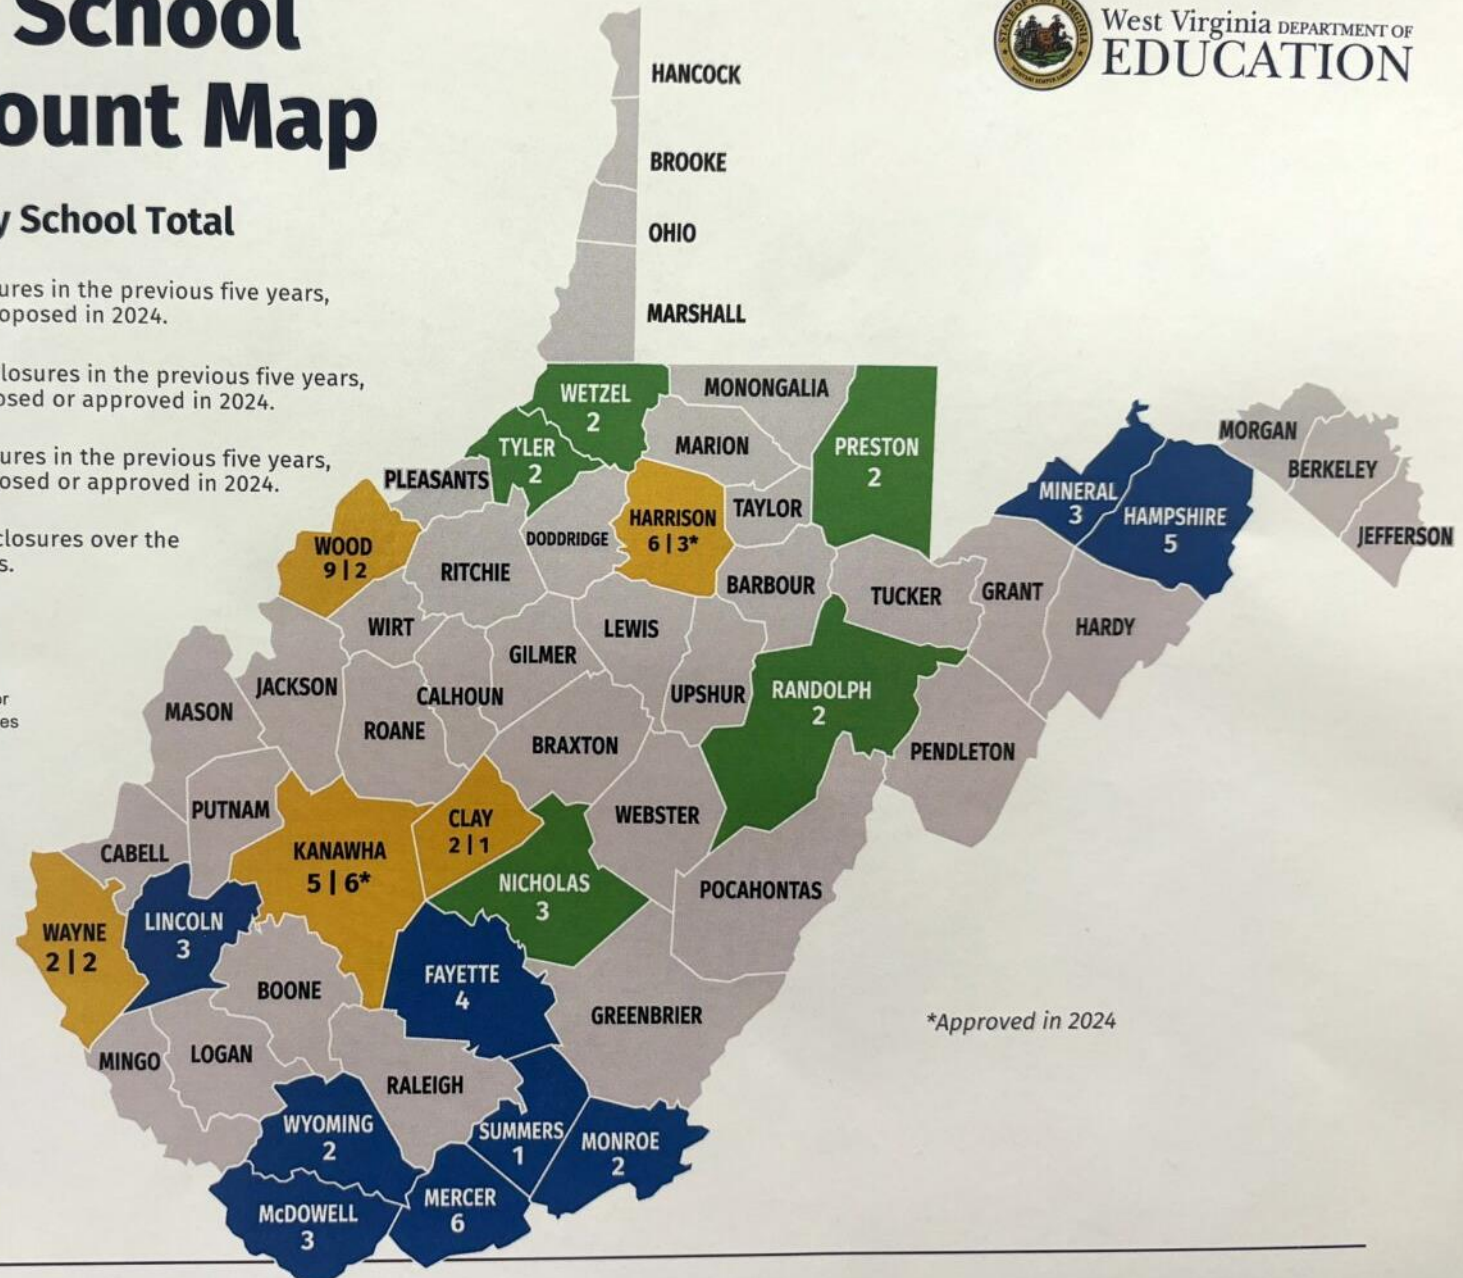 School
West Virginia DEPARTMENT OF
EDUCATION
ount Map
HANCOCK
BROOKE
y School Total
OHIO
ures in the previous five years,
oposed in 2024.
MARSHALL
losures in the previous five years,
osed or approved in 2024.
ures in the previous five years,
osed or approved in 2024.
closures over the
s.
or
es
WETZEL
2
MONONGALIA
TYLER
2
MARION
PRESTON
2
PLEASANTS
MORGAN
BERKELEY
JEFFERSON
MINERAL
3
HAMPSHIRE
5
HARRISON
6 | 3*
TAYLOR
WOOD
9 | 2
DODDRIDGE
RITCHIE
BARBOUR
TUCKER
GRANT
HARDY
WIRT
LEWIS
GILMER
JACKSON
CALHOUN
UPSHUR
RANDOLPH
2
MASON
ROANE
BRAXTON
PENDLETON
PUTNAM
CLAY
2 | 1
WEBSTER
CABELL
KANAWHA
5 | 6*
NICHOLAS
3
POCAHONTAS
WAYNE
2 | 2
LINCOLN
3
FAYETTE
4
BOONE
GREENBRIER
*Approved in 2024
MINGO
LOGAN
RALEIGH
WYOMING
2
SUMMERS
1
MONROE
2
McDOWELL
3
MERCER
6